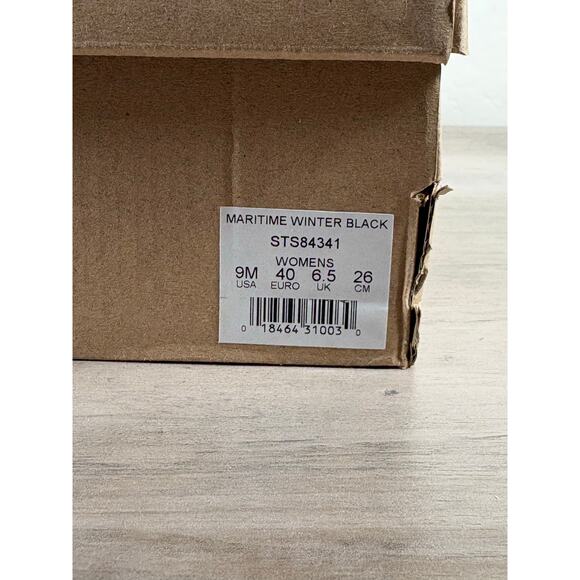 MARITIME WINTER BLACK
STS84341
WOMENS
9M 40 6.5 26
USA EURO UK CM
0 18464 31003 0